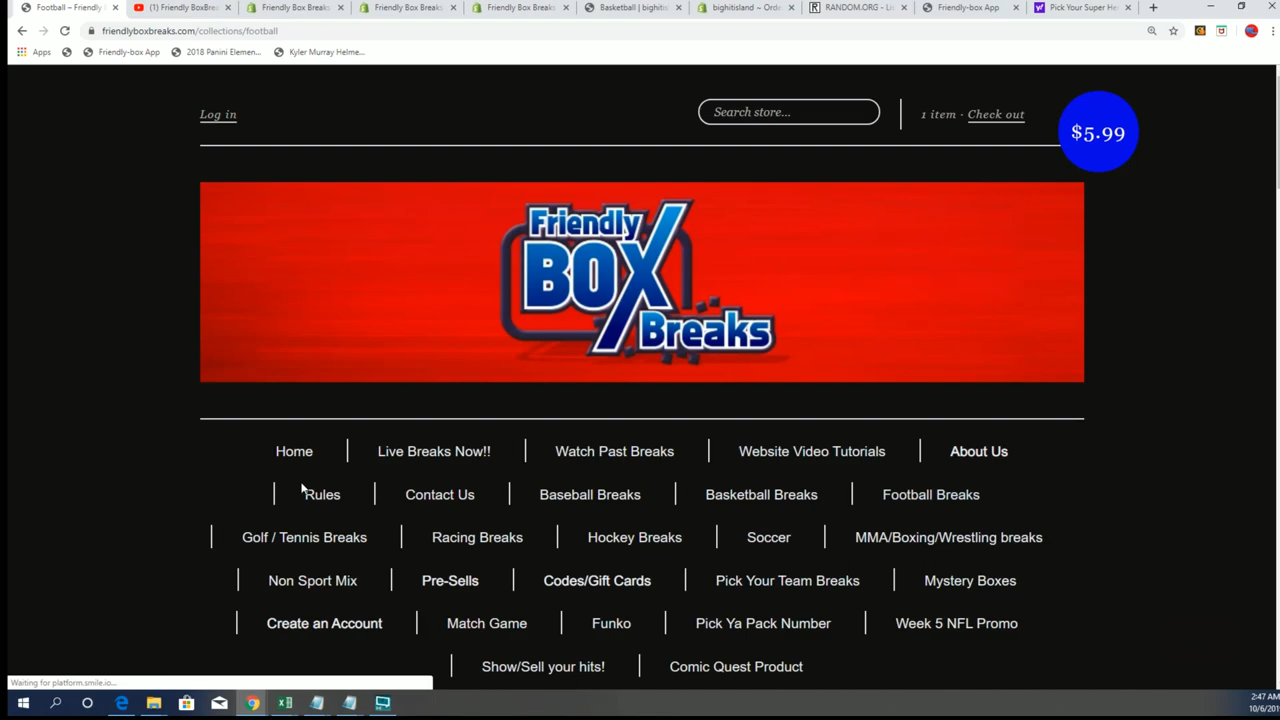 Football – Friendly
(1) Friendly BoxBrea
Friendly Box Breaks
Friendly Box Breaks
Friendly Box Breaks
Basketball | bighitisl
bighitisland ~ Orde
RANDOM.ORG - Li
Friendly-box App
Pick Your Super He
friendlyboxbreaks.com/collections/football
Apps
Friendly-box App
2018 Panini Elemen...
Kyler Murray Helme...
Log in
Search store...
1 item · Check out
$5.99
Friendly
BOX
Breaks
Home
Live Breaks Now!!
Watch Past Breaks
Website Video Tutorials
About Us
Rules
Contact Us
Baseball Breaks
Basketball Breaks
Football Breaks
Golf / Tennis Breaks
Racing Breaks
Hockey Breaks
Soccer
MMA/Boxing/Wrestling breaks
Non Sport Mix
Pre-Sells
Codes/Gift Cards
Pick Your Team Breaks
Mystery Boxes
Create an Account
Match Game
Funko
Pick Ya Pack Number
Week 5 NFL Promo
Show/Sell your hits!
Comic Quest Product
Waiting for platform.smile.io...
2:47 AM
10/6/201